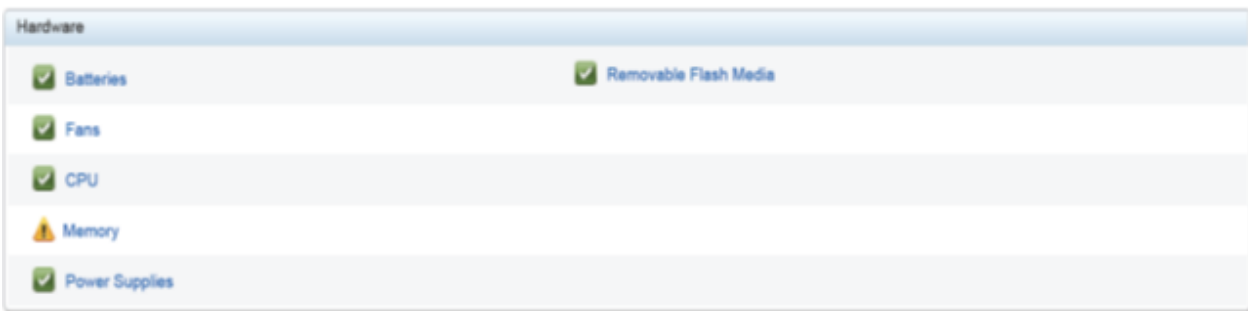 Hardware
Batteries
Removable Flash Media
Fans
CPU
Memory
Power Supplies